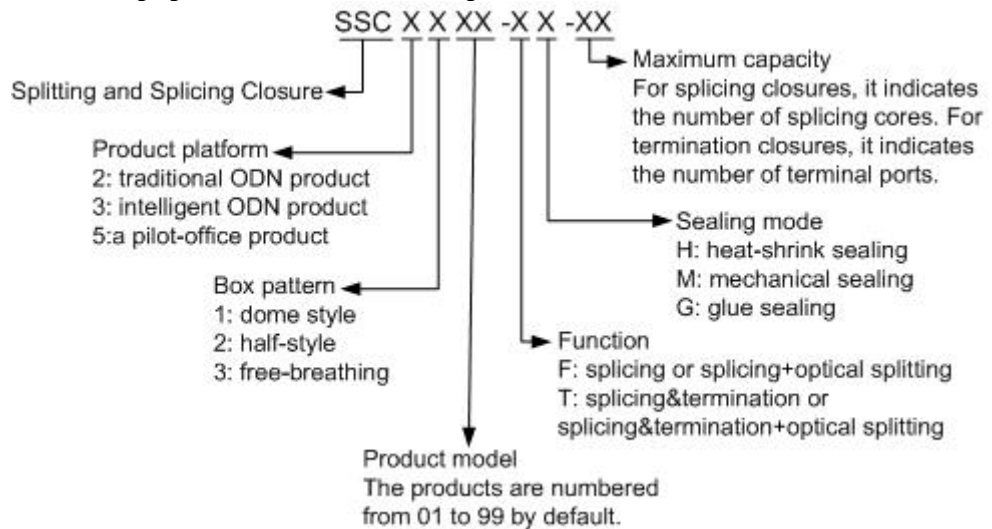 SSC X X XX -X X -XX
Splitting and Splicing Closure
Product platform
2: traditional ODN product
3: intelligent ODN product
5:a pilot-office product
Box pattern
1: dome style
2: half-style
3: free-breathing
Product model
The products are numbered
from 01 to 99 by default.
Function
F: splicing or splicing+optical splitting
T: splicing&termination or
splicing&termination+optical splitting
Sealing mode
H: heat-shrink sealing
M: mechanical sealing
G: glue sealing
Maximum capacity
For splicing closures, it indicates
the number of splicing cores. For
termination closures, it indicates
the number of terminal ports.